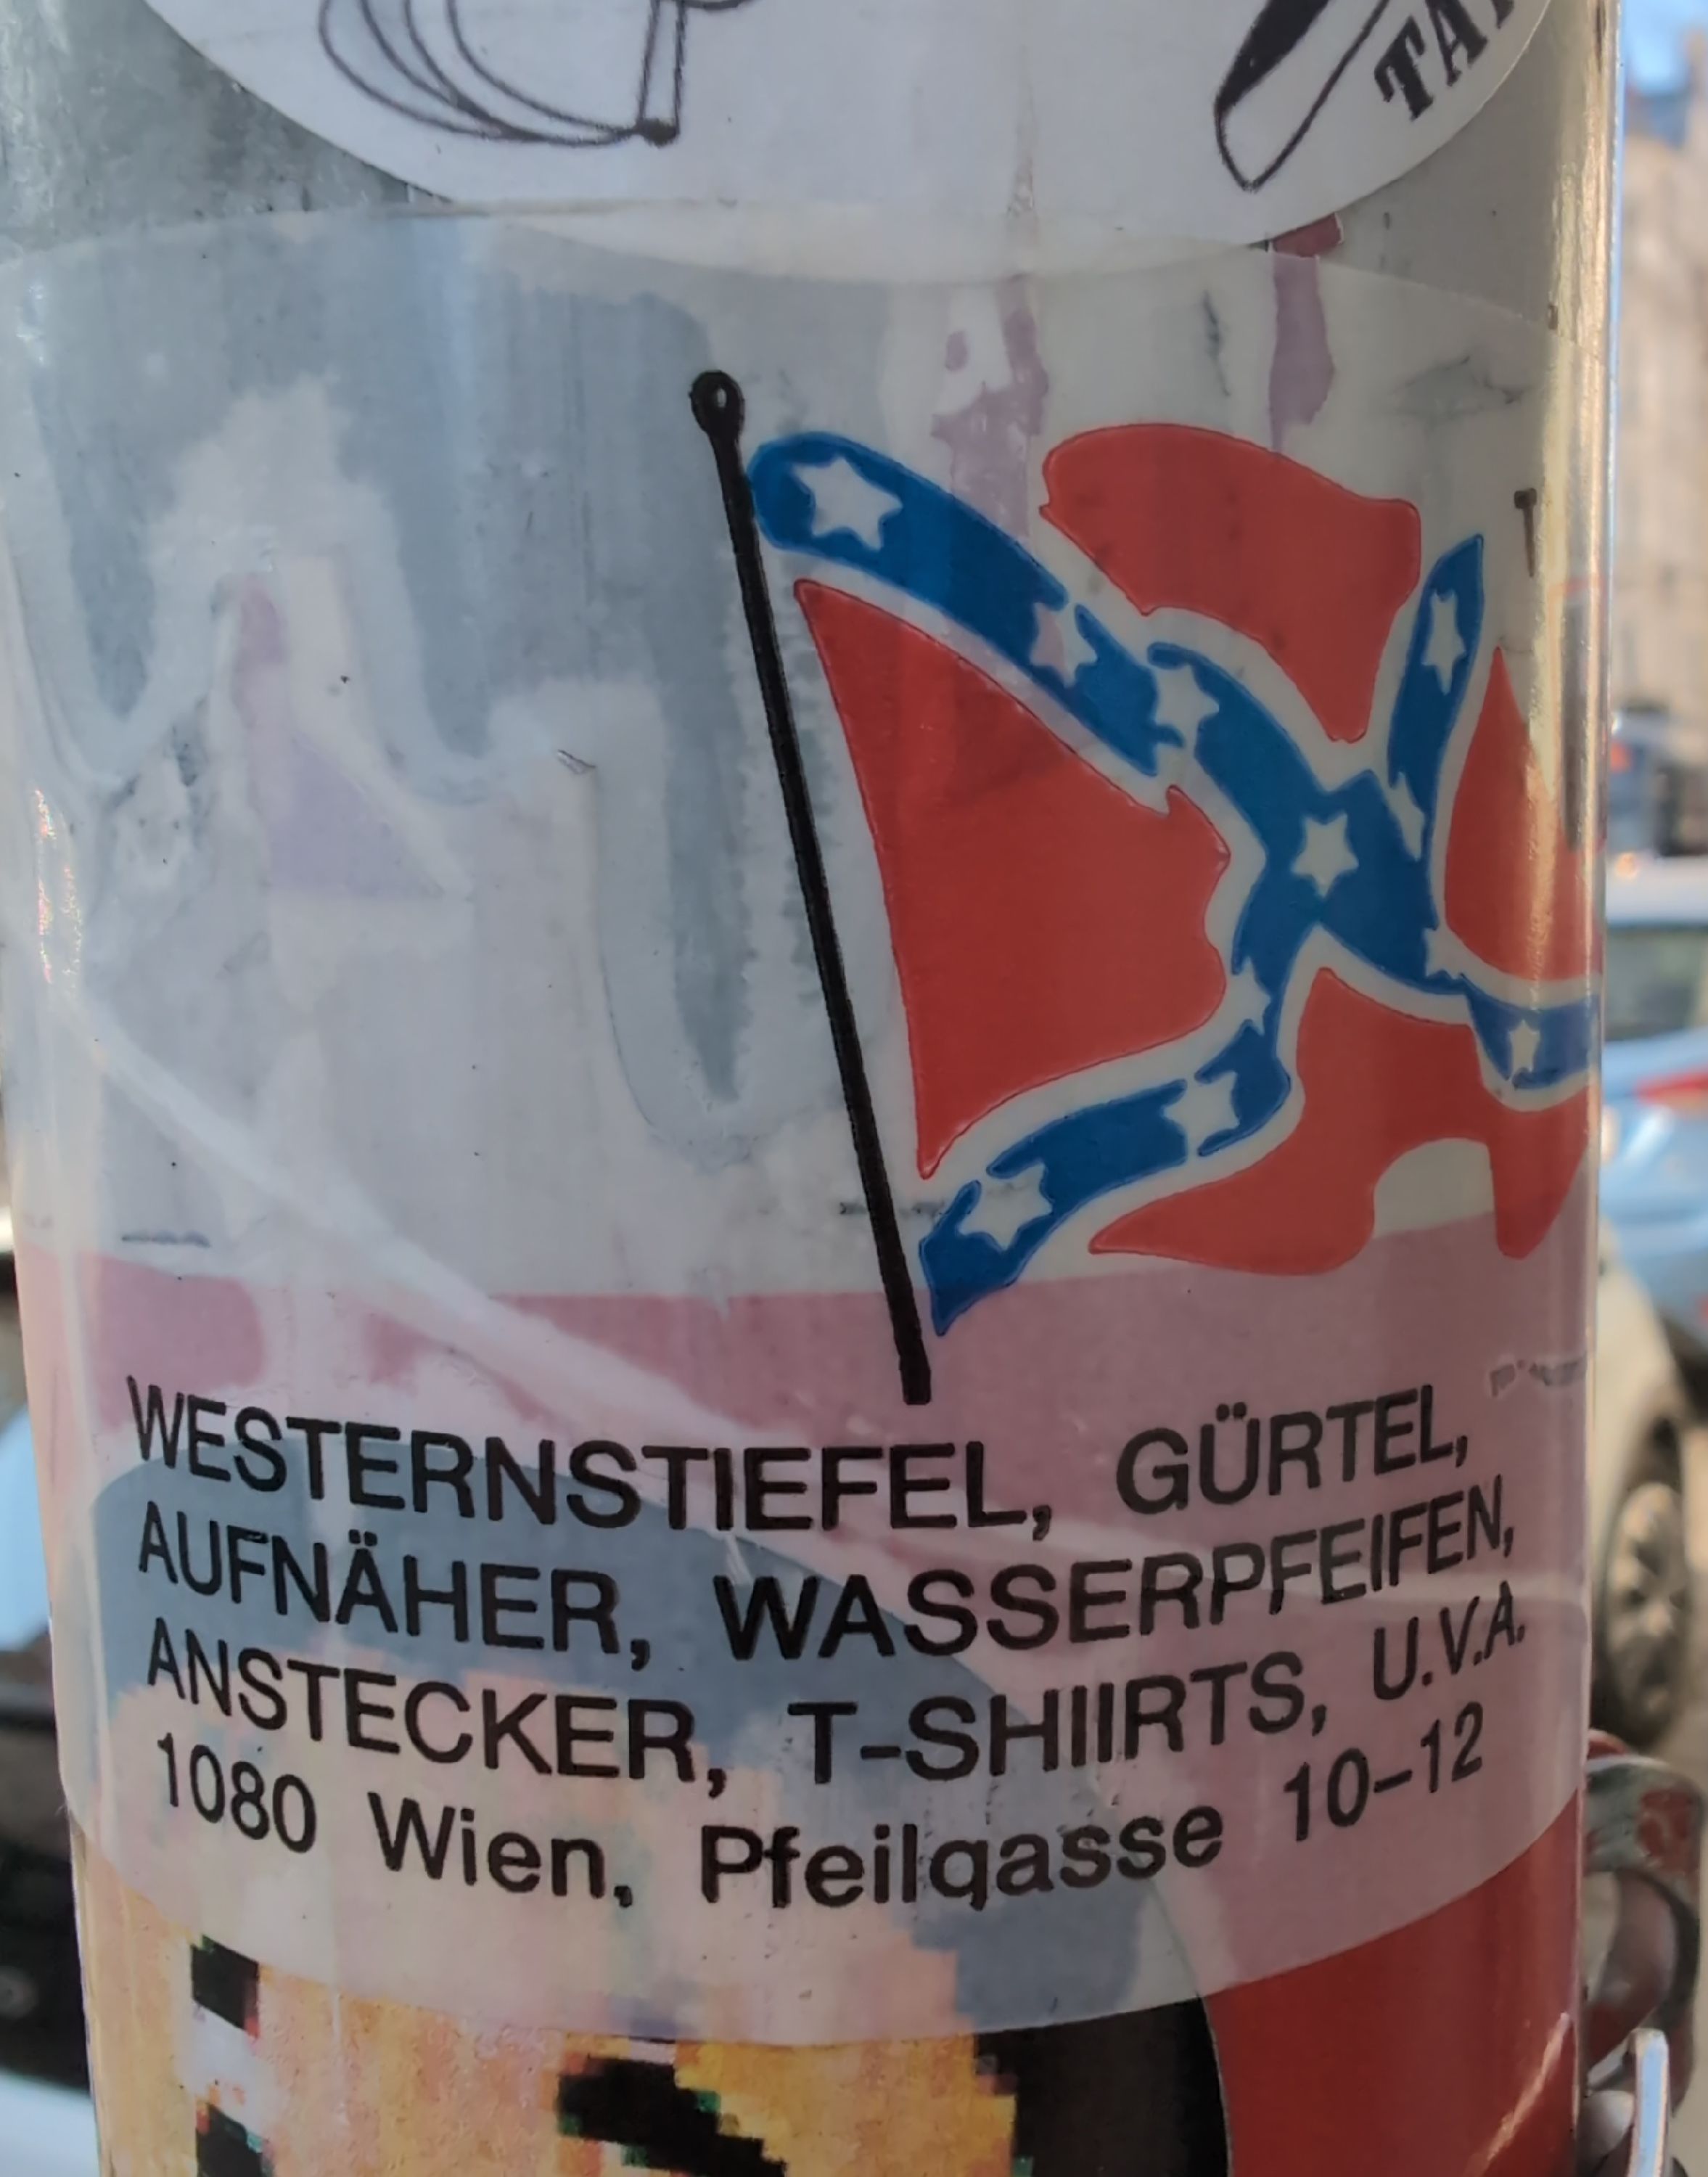 WESTERNSTIEFEL, GÜRTEL,
AUFNÄHER, WASSERPFEIFEN,
ANSTECKER, T-SHIIRTS, U.V.A.
1080 Wien, Pfeilgasse 10-12